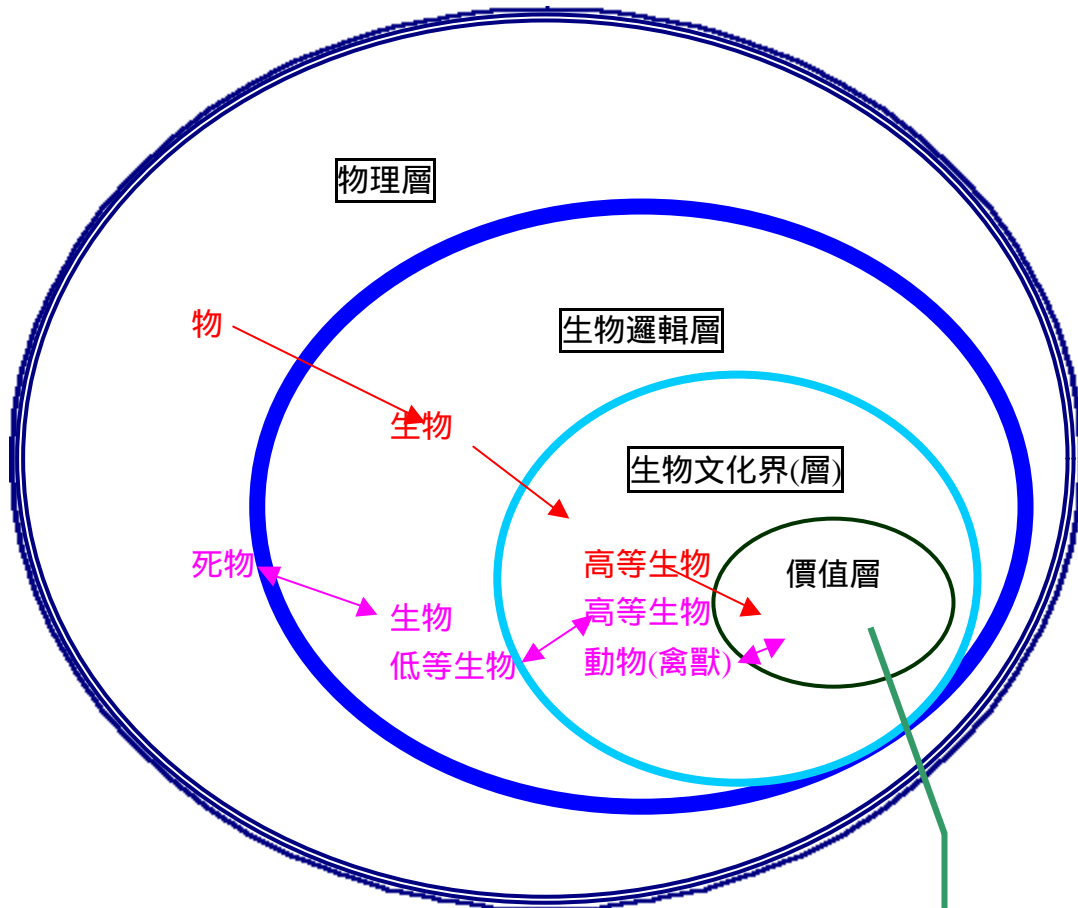 物理層
物
生物邏輯層
生物
生物文化界(層)
高等生物
價值層
死物
生物
高等生物
低等生物
動物(禽獸)